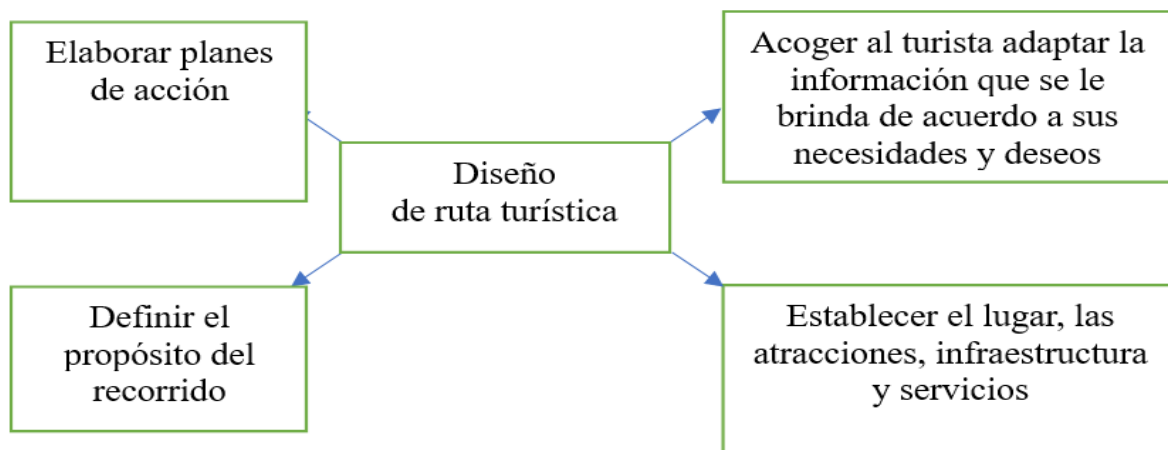 Elaborar planes
de acción
Acoger al turista adaptar la
información que se le
brinda de acuerdo a sus
necesidades y deseos
Diseño
de ruta turística
Definir el
propósito del
recorrido
Establecer el lugar, las
atracciones, infraestructura
y servicios